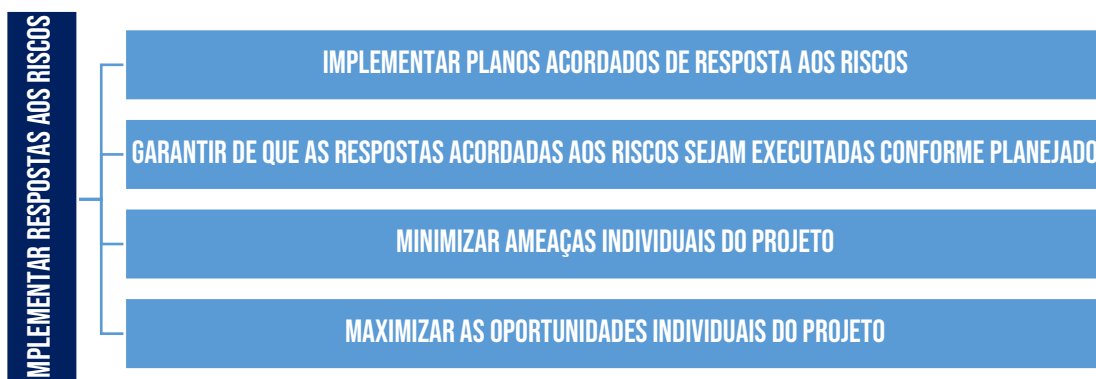 MPLEMENTAR RESPOSTAS AOS RISCOS
IMPLEMENTAR PLANOS ACORDADOS DE RESPOSTA AOS RISCOS
GARANTIR DE QUE AS RESPOSTAS ACORDADAS AOS RISCOS SEJAM EXECUTADAS CONFORME PLANEJADO
MINIMIZAR AMEAÇAS INDIVIDUAIS DO PROJETO
MAXIMIZAR AS OPORTUNIDADES INDIVIDUAIS DO PROJETO